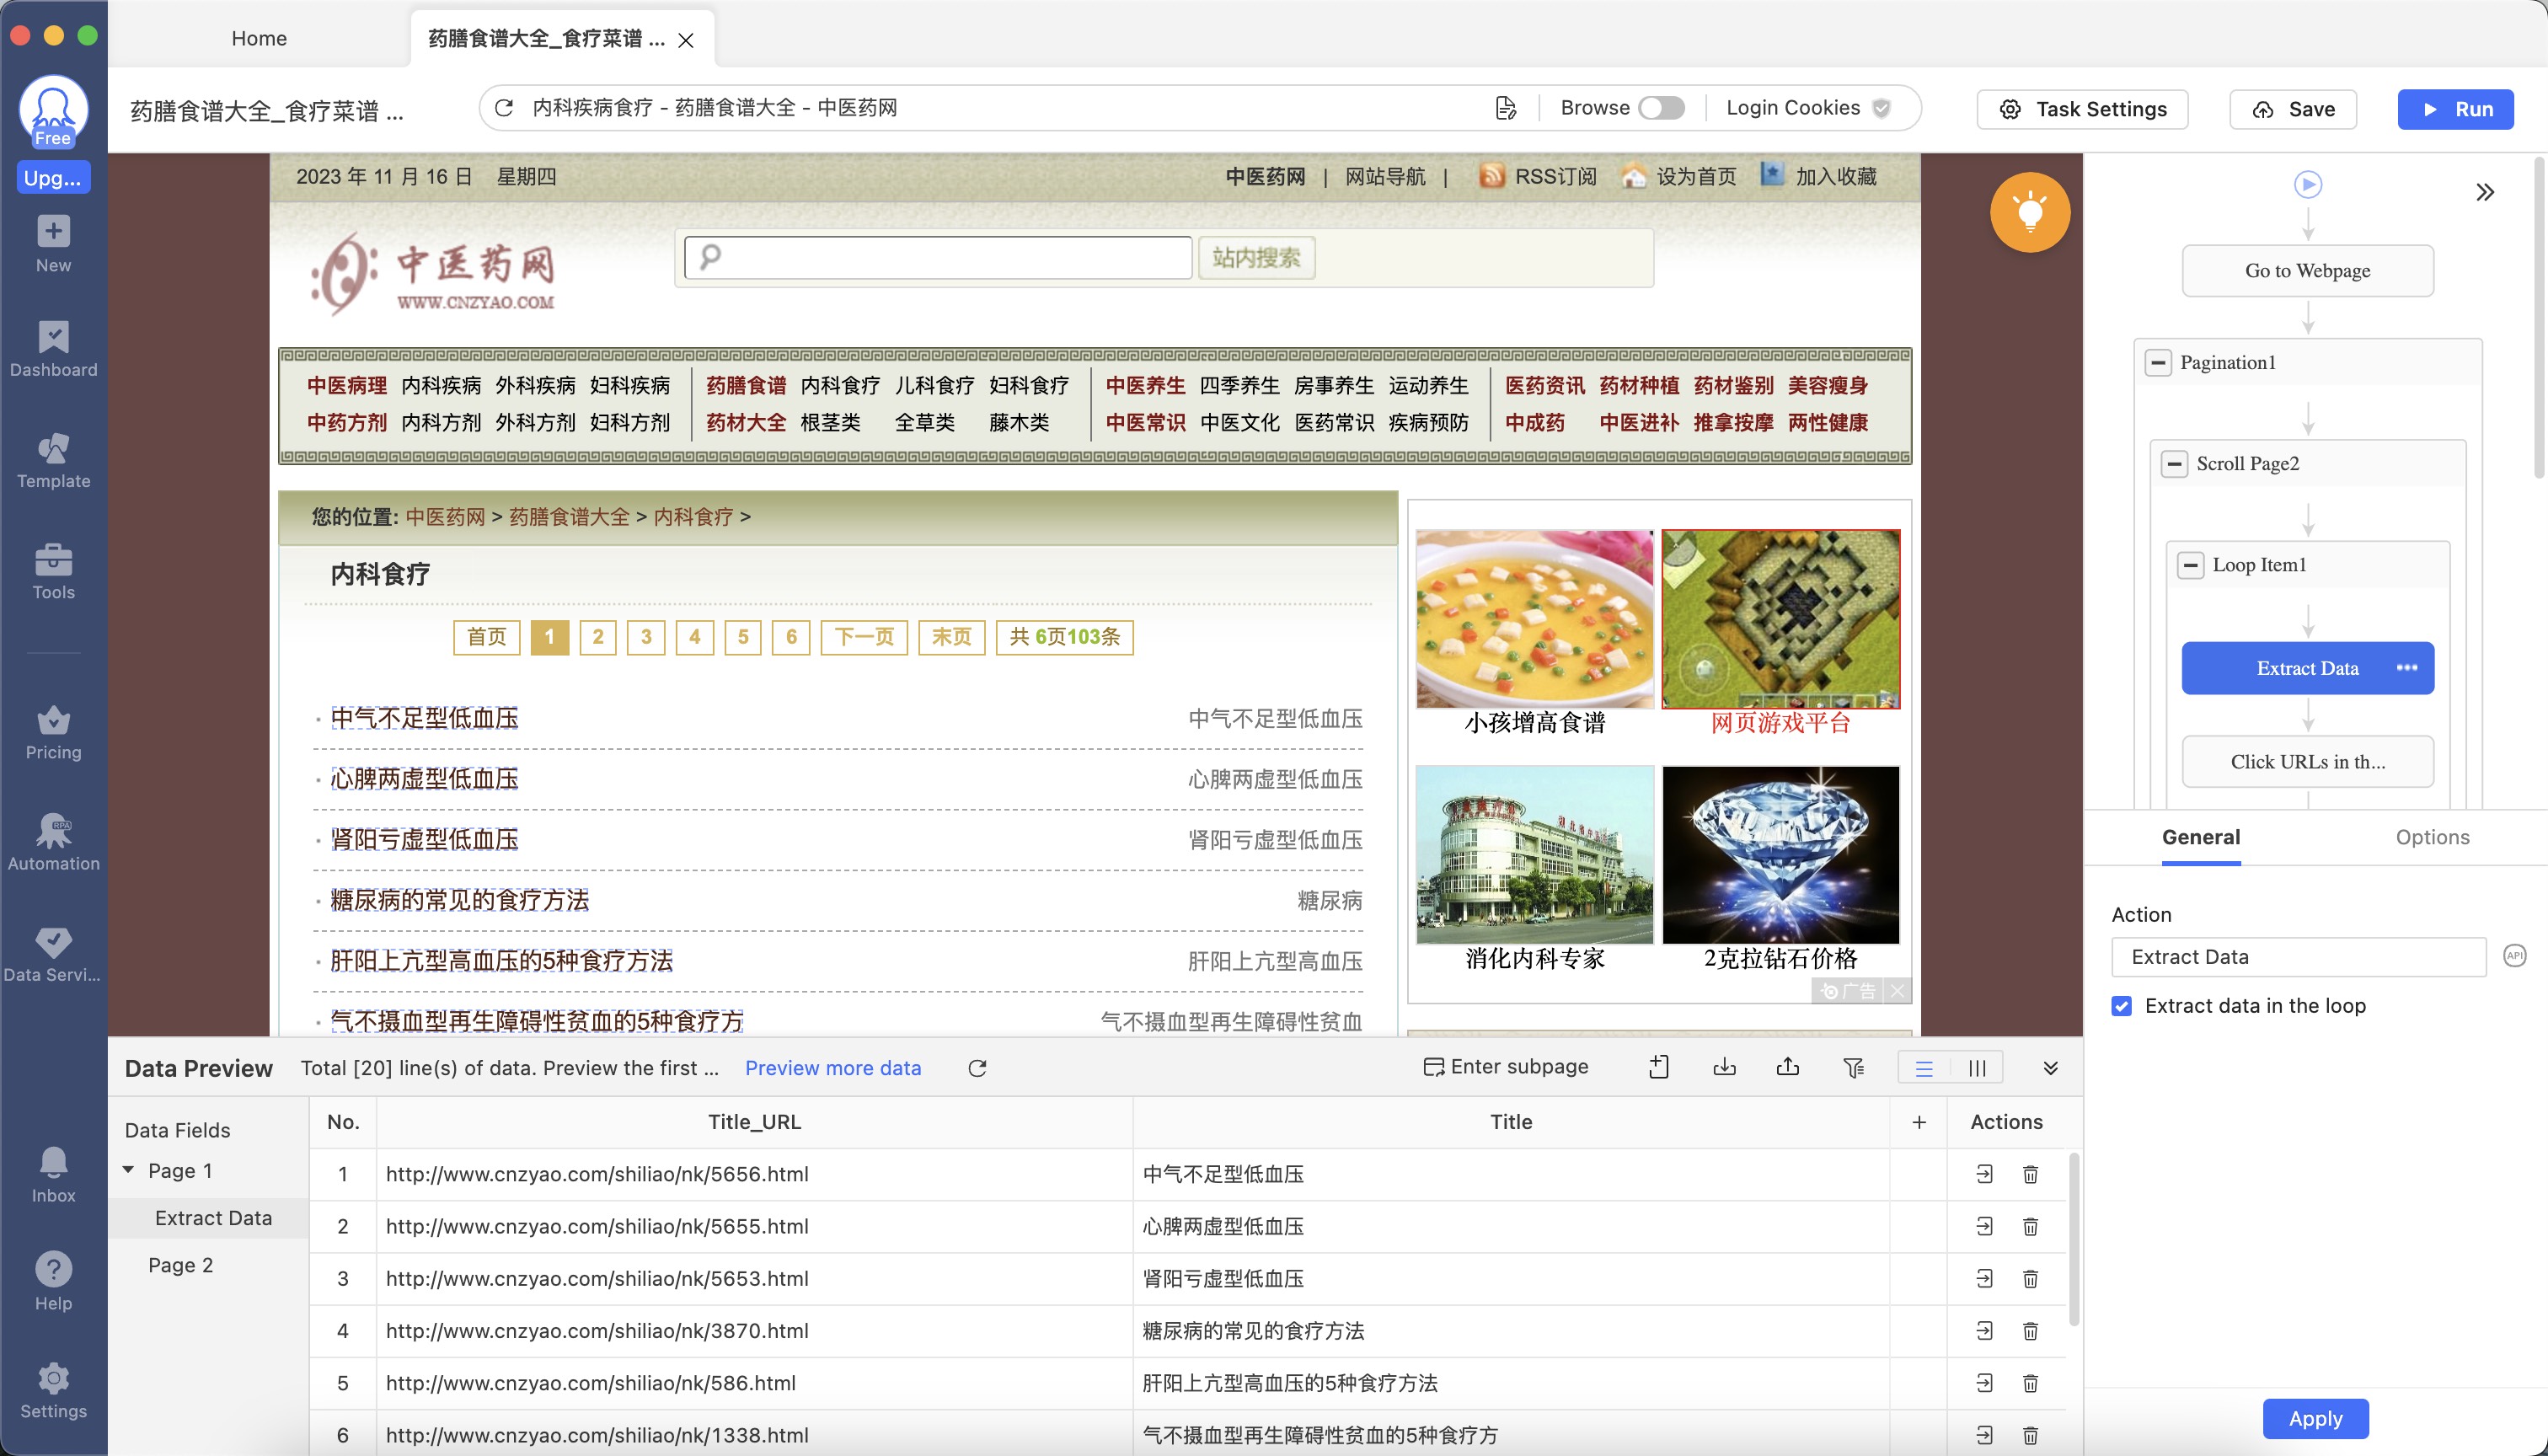 Home
药膳食谱大全_食疗菜谱 ...
药膳食谱大全_食疗菜谱 ...
内科疾病食疗 - 药膳食谱大全 - 中医药网
Browse
Login Cookies
Task Settings
Save
Run
Free
Upg...
New
Dashboard
Template
Tools
Pricing
RPA
Automation
Data Servi...
Inbox
Help
Settings
2023 年 11 月 16 日 星期四
中医药网 | 网站导航 | RSS订阅 设为首页 加入收藏
中医药网
WWW.CNZYAO.COM
站内搜索
中医病理 内科疾病 外科疾病 妇科疾病 药膳食谱 内科食疗 儿科食疗 妇科食疗 中医养生 四季养生 房事养生 运动养生 医药资讯 药材种植 药材鉴别 美容瘦身
中药方剂 内科方剂 外科方剂 妇科方剂 药材大全 根茎类 全草类 藤木类 中医常识 中医文化 医药常识 疾病预防 中成药 中医进补 推拿按摩 两性健康
您的位置: 中医药网 > 药膳食谱大全 > 内科食疗 >
内科食疗
首页 1 2 3 4 5 6 下一页 末页 共 6页103条
· 中气不足型低血压 中气不足型低血压
· 心脾两虚型低血压 心脾两虚型低血压
· 肾阳亏虚型低血压 肾阳亏虚型低血压
· 糖尿病的常见的食疗方法 糖尿病
· 肝阳上亢型高血压的5种食疗方法 肝阳上亢型高血压
· 气不摄血型再生障碍性贫血的5种食疗方 气不摄血型再生障碍性贫血
小孩增高食谱
网页游戏平台
消化内科专家
2克拉钻石价格
广告
Go to Webpage
Pagination1
Scroll Page2
Loop Item1
Extract Data
Click URLs in th...
General
Options
Action
Extract Data
API
Extract data in the loop
Apply
Data Preview
Total [20] line(s) of data. Preview the first ...
Preview more data
Enter subpage
Data Fields
Page 1
Extract Data
Page 2
No. Title_URL Title + Actions
1 http://www.cnzyao.com/shiliao/nk/5656.html 中气不足型低血压
2 http://www.cnzyao.com/shiliao/nk/5655.html 心脾两虚型低血压
3 http://www.cnzyao.com/shiliao/nk/5653.html 肾阳亏虚型低血压
4 http://www.cnzyao.com/shiliao/nk/3870.html 糖尿病的常见的食疗方法
5 http://www.cnzyao.com/shiliao/nk/586.html 肝阳上亢型高血压的5种食疗方法
6 http://www.cnzyao.com/shiliao/nk/1338.html 气不摄血型再生障碍性贫血的5种食疗方